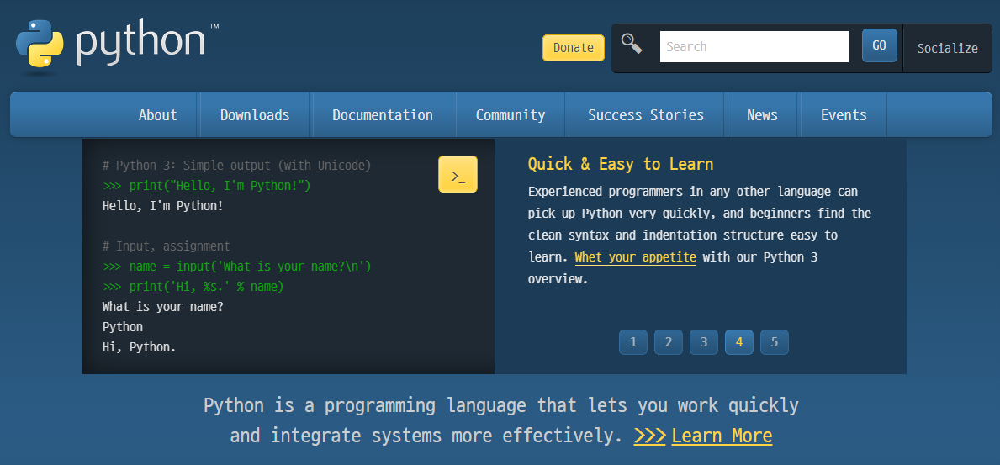 python™
Donate
Search
GO
Socialize
About Downloads Documentation Community Success Stories News Events
# Python 3: Simple output (with Unicode)
>>> print("Hello, I'm Python!")
Hello, I'm Python!
# Input, assignment
>>> name = input('What is your name?\n')
>>> print('Hi, %s.' % name)
What is your name?
Python
Hi, Python.
>_
Quick & Easy to Learn
Experienced programmers in any other language can
pick up Python very quickly, and beginners find the
clean syntax and indentation structure easy to
learn. Whet your appetite with our Python 3
overview.
1 2 3 4 5
Python is a programming language that lets you work quickly
and integrate systems more effectively. >>> Learn More